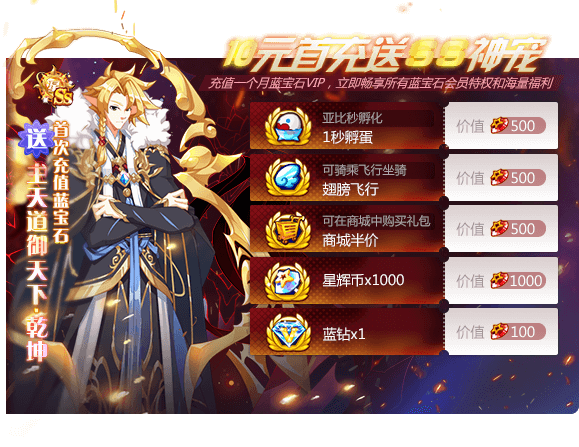 10元首充送SS神宠
充值一个月蓝宝石VIP，立即畅享所有蓝宝石会员特权和海量福利
SS
首次充值蓝宝石
送
主天道御天下·乾坤
亚比秒孵化
1秒孵蛋
价值 500
可骑乘飞行坐骑
翅膀飞行
价值 500
可在商城中购买礼包
商城半价
价值 500
星辉币x1000
价值 1000
蓝钻x1
价值 100